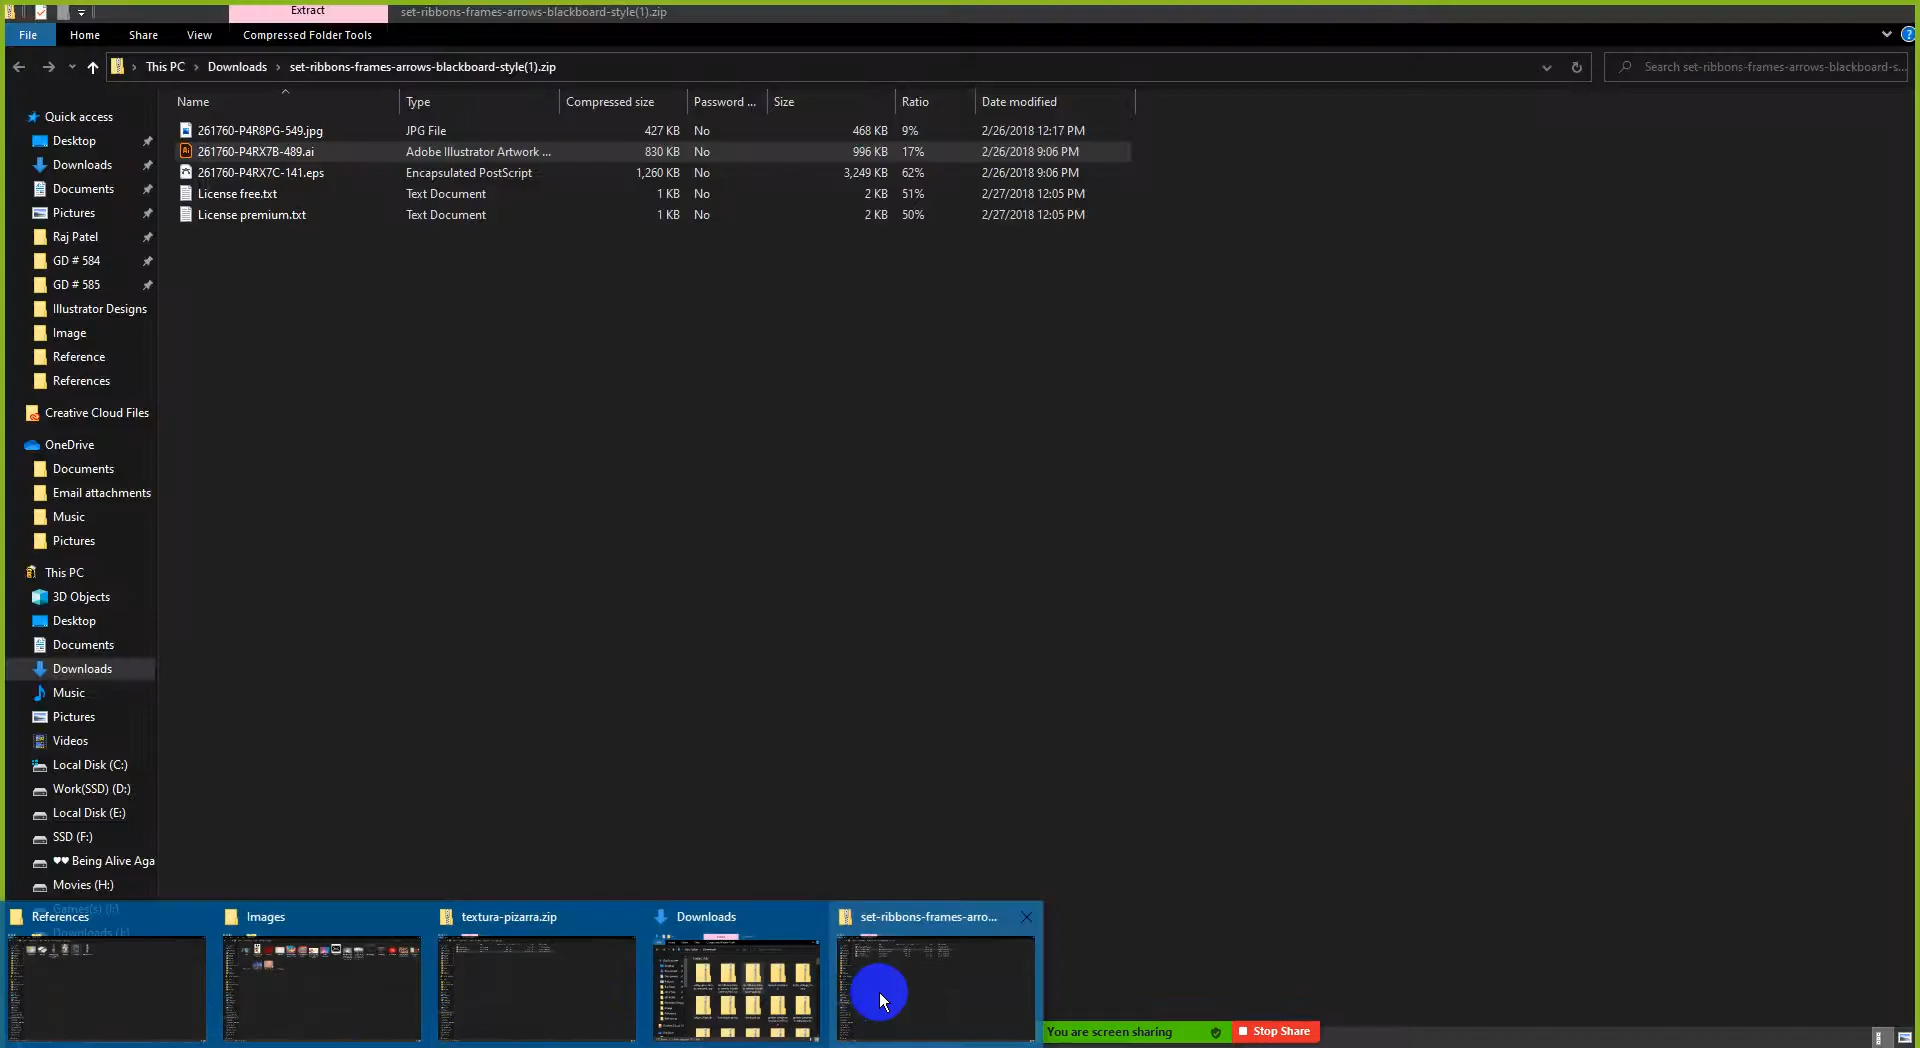 Extract set-ribbons-frames-arrows-blackboard-style(1).zip
File Home Share View Compressed Folder Tools
This PC Downloads set-ribbons-frames-arrows-blackboard-style(1).zip Search set-ribbons-frames-arrows-blackboard-s...
Name Type Compressed size Password ... Size Ratio Date modified
261760-P4R8PG-549.jpg JPG File 427 KB No 468 KB 9% 2/26/2018 12:17 PM
261760-P4RX7B-489.ai Adobe Illustrator Artwork ... 830 KB No 996 KB 17% 2/26/2018 9:06 PM
261760-P4RX7C-141.eps Encapsulated PostScript 1,260 KB No 3,249 KB 62% 2/26/2018 9:06 PM
License free.txt Text Document 1 KB No 2 KB 51% 2/27/2018 12:05 PM
License premium.txt Text Document 1 KB No 2 KB 50% 2/27/2018 12:05 PM
Quick access
Desktop
Downloads
Documents
Pictures
Raj Patel
GD # 584
GD # 585
Illustrator Designs
Image
Reference
References
Creative Cloud Files
OneDrive
Documents
Email attachments
Music
Pictures
This PC
3D Objects
Desktop
Documents
Downloads
Music
Pictures
Videos
Local Disk (C:)
Work(SSD) (D:)
Local Disk (E:)
SSD (F:)
♥♥ Being Alive Aga
Movies (H:)
References Images textura-pizarra.zip Downloads set-ribbons-frames-arro...
You are screen sharing Stop Share